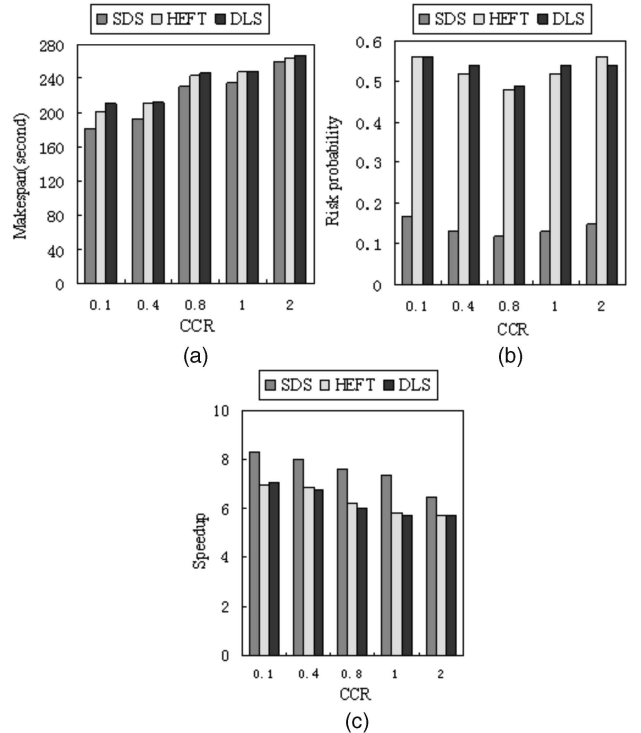 SDS HEFT DLS
280
240
200
160
120
80
40
0
Makespan(second)
0.1 0.4 0.8 1 2
CCR
(a)
SDS HEFT DLS
0.6
0.5
0.4
0.3
0.2
0.1
0
Risk probability
0.1 0.4 0.8 1 2
CCR
(b)
SDS HEFT DLS
10
8
6
4
2
0
Speedup
0.1 0.4 0.8 1 2
CCR
(c)